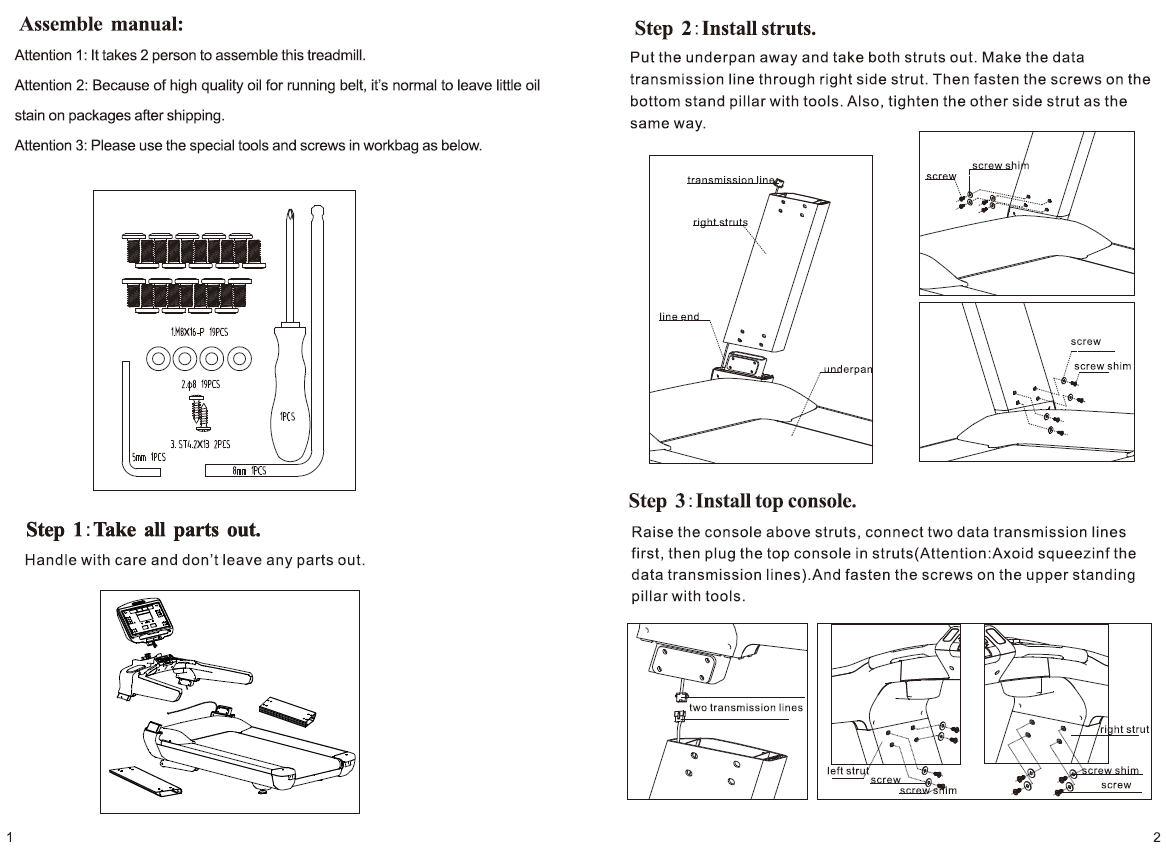 Assemble manual:
Attention 1: It takes 2 person to assemble this treadmill.
Attention 2: Because of high quality oil for running belt, it's normal to leave little oil
stain on packages after shipping.
Attention 3: Please use the special tools and screws in workbag as below.
1.M8X16-P 19PCS
2.φ8 19PCS
1PCS
3. ST4.2X13 2PCS
5mm 1PCS
8mm 1PCS
Step 1:Take all parts out.
Handle with care and don't leave any parts out.
1
Step 2:Install struts.
Put the underpan away and take both struts out. Make the data
transmission line through right side strut. Then fasten the screws on the
bottom stand pillar with tools. Also, tighten the other side strut as the
same way.
transmission line
right struts
line end
underpan
screw shim
screw
screw
screw shim
Step 3:Install top console.
Raise the console above struts, connect two data transmission lines
first, then plug the top console in struts(Attention:Axoid squeezinf the
data transmission lines).And fasten the screws on the upper standing
pillar with tools.
two transmission lines
left strut
screw
screw shim
right strut
screw shim
screw
2